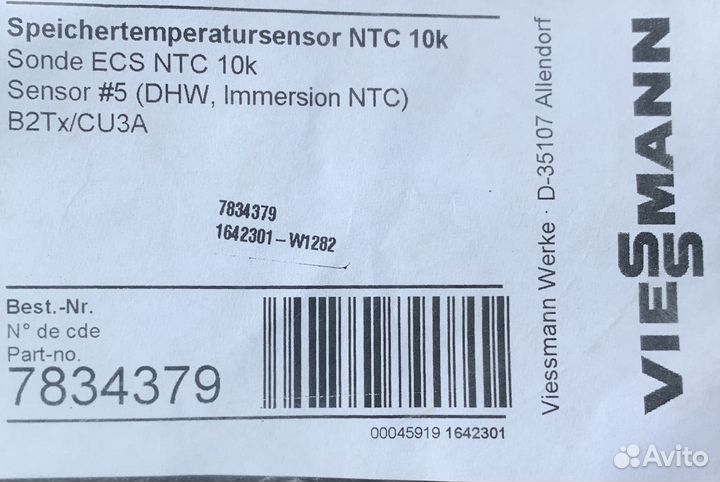 Speichertemperatursensor NTC 10k
Sonde ECS NTC 10k
Sensor #5 (DHW, Immersion NTC)
B2Tx/CU3A
7834379
1642301-W1282
Best.-Nr.
N° de cde
Part-no.
7834379
00045919 1642301
Viessmann Werke · D-35107 Allendorf
VIESSMANN
Avito